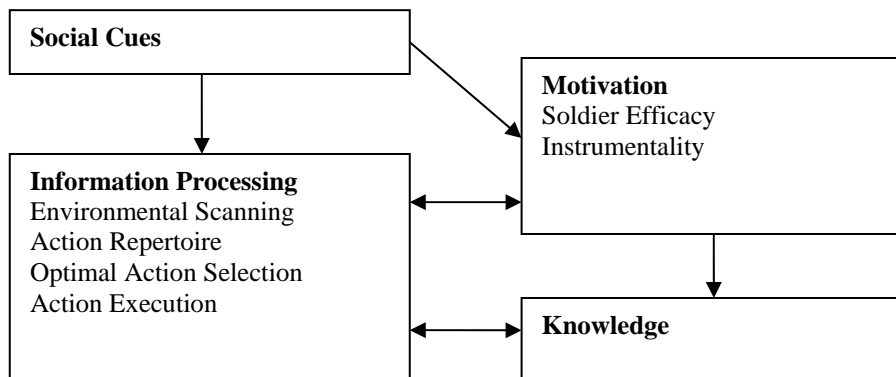 Social Cues
Motivation
Soldier Efficacy
Instrumentality
Information Processing
Environmental Scanning
Action Repertoire
Optimal Action Selection
Action Execution
Knowledge